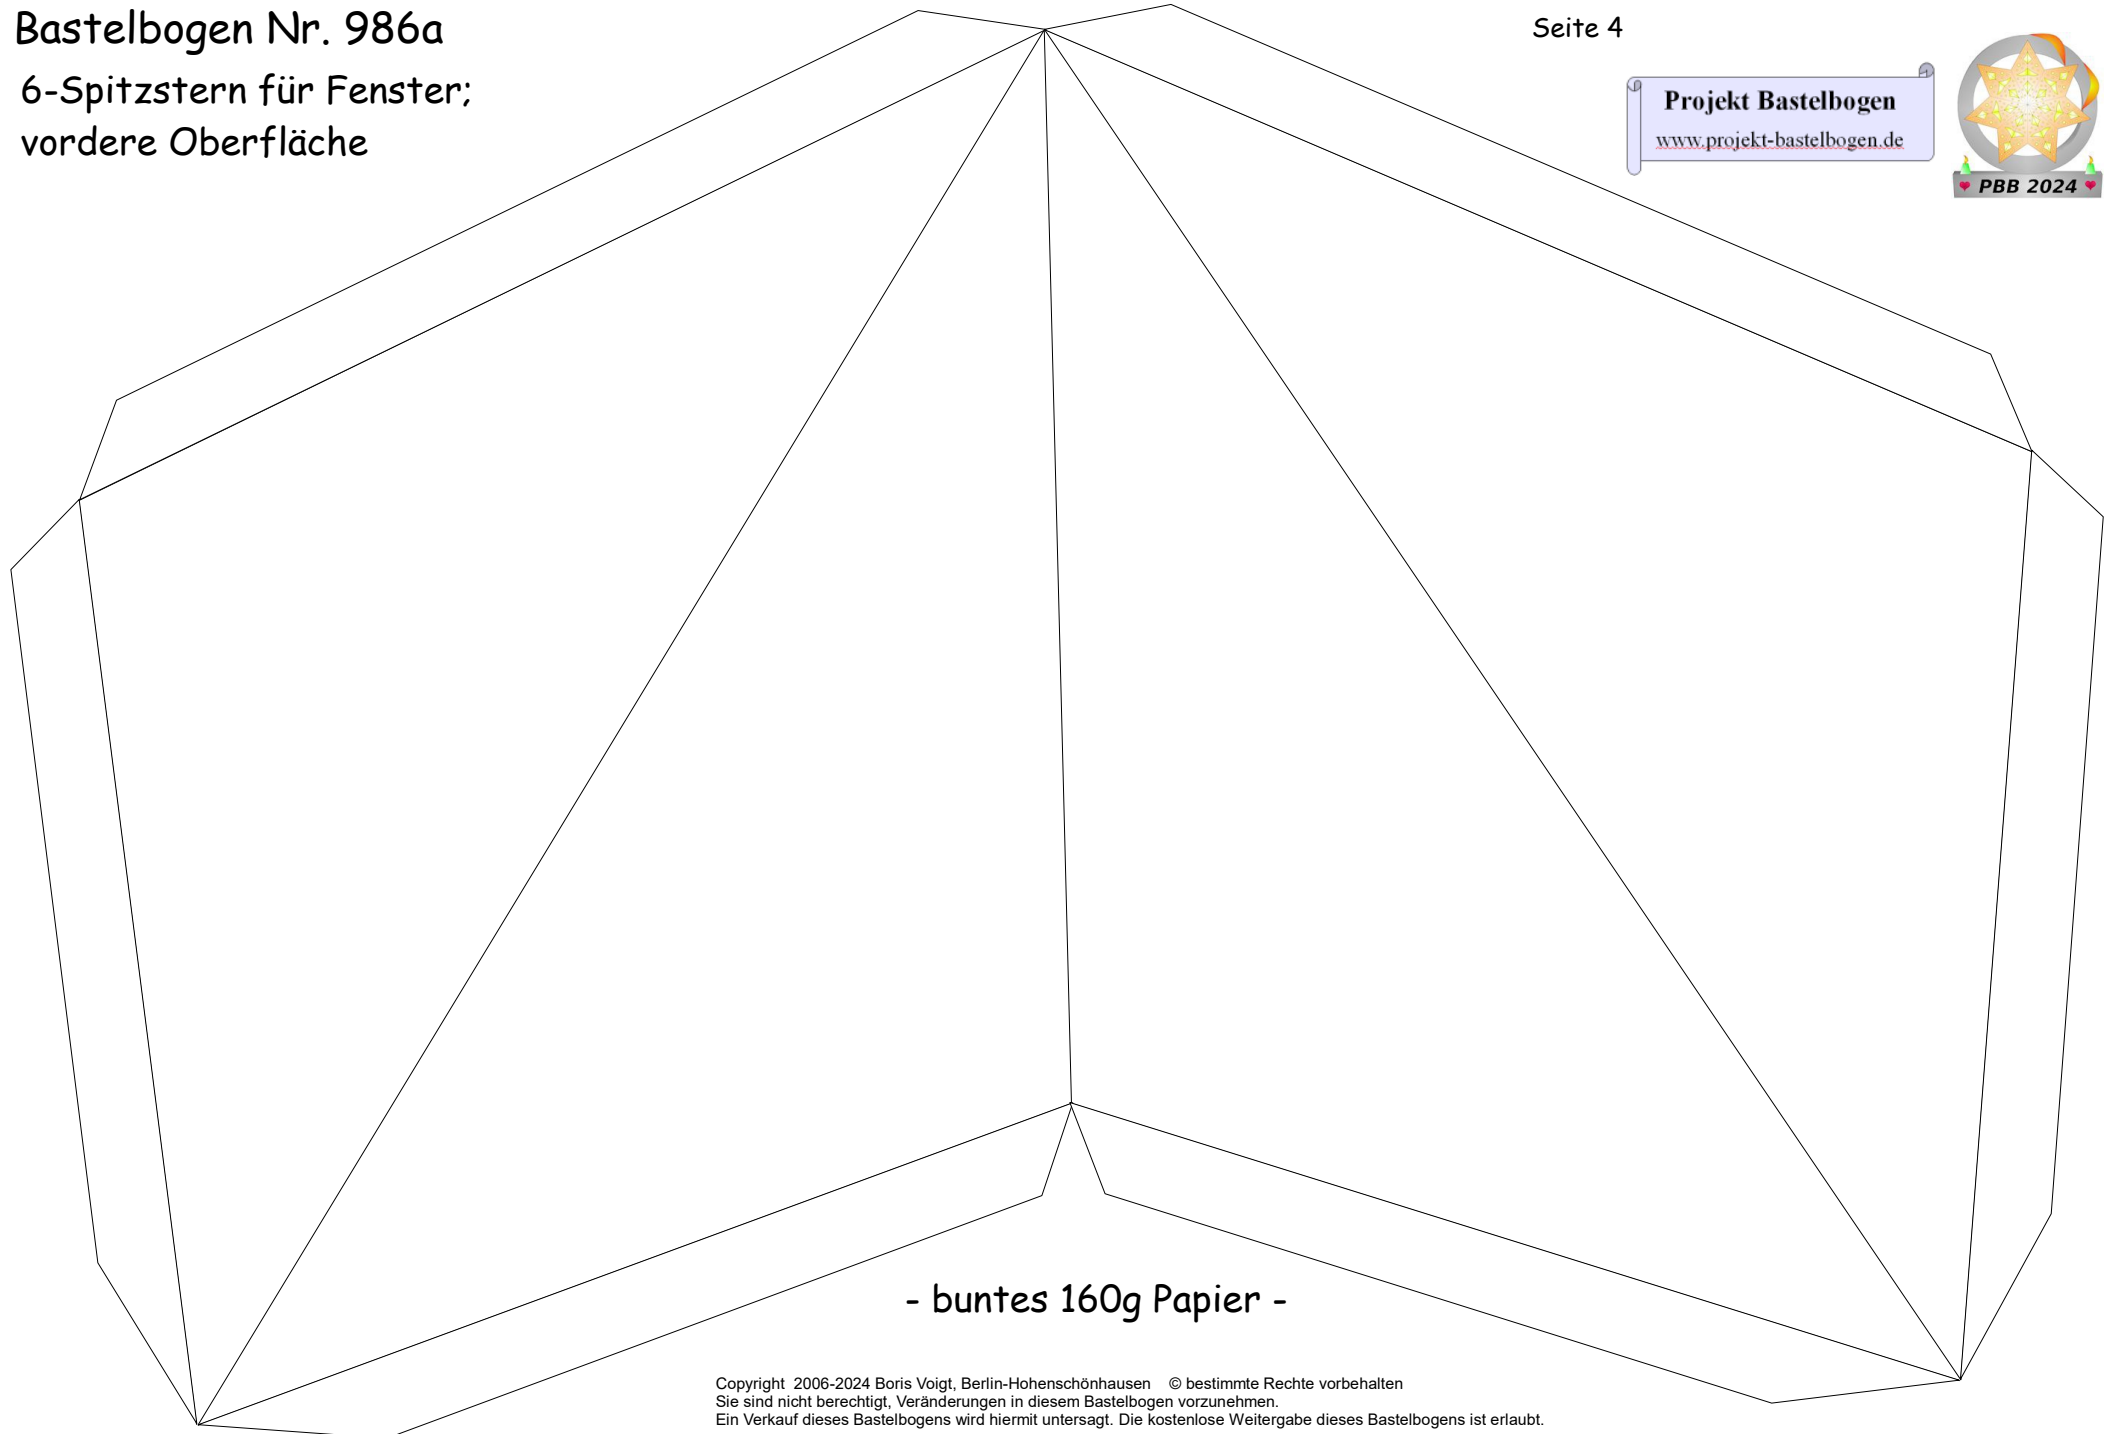 Bastelbogen Nr. 986a
6-Spitzstern für Fenster;
vordere Oberfläche
Seite 4
Projekt Bastelbogen
www.projekt-bastelbogen.de
PBB 2024
- buntes 160g Papier -
Copyright 2006-2024 Boris Voigt, Berlin-Hohenschönhausen © bestimmte Rechte vorbehalten
Sie sind nicht berechtigt, Veränderungen in diesem Bastelbogen vorzunehmen.
Ein Verkauf dieses Bastelbogens wird hiermit untersagt. Die kostenlose Weitergabe dieses Bastelbogens ist erlaubt.